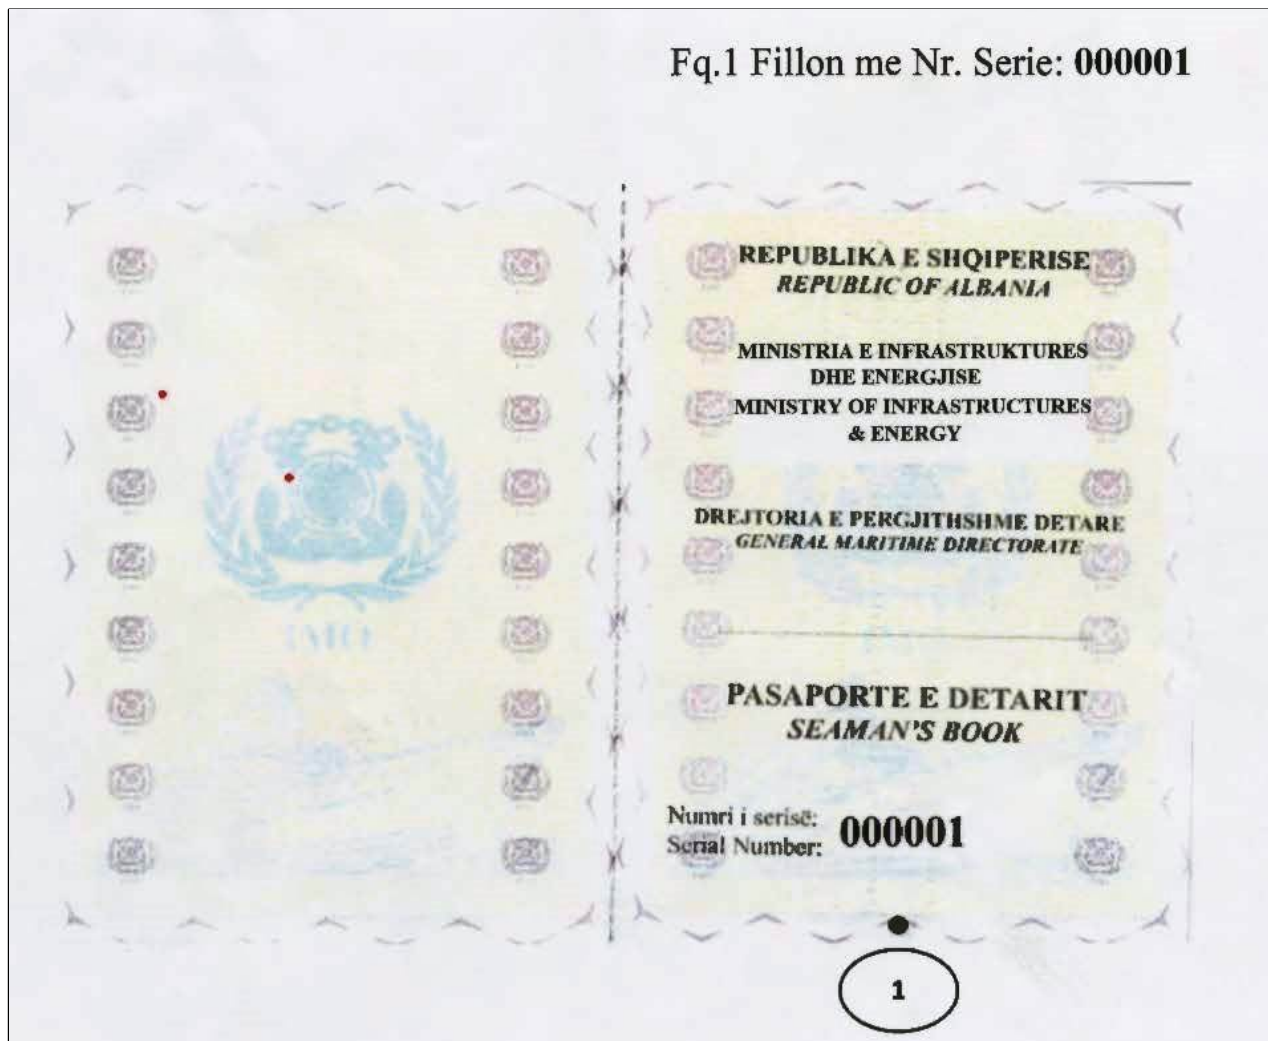 Fq.1 Fillon me Nr. Serie: 000001
REPUBLIKA E SHQIPERISE
REPUBLIC OF ALBANIA
MINISTRIA E INFRASTRUKTURES
DHE ENERGJISE
MINISTRY OF INFRASTRUCTURES
& ENERGY
DREJTORIA E PERGJITHSHME DETARE
GENERAL MARITIME DIRECTORATE
IMO
PASAPORTE E DETARIT
SEAMAN'S BOOK
Numri i serisë:
Serial Number: 000001
1